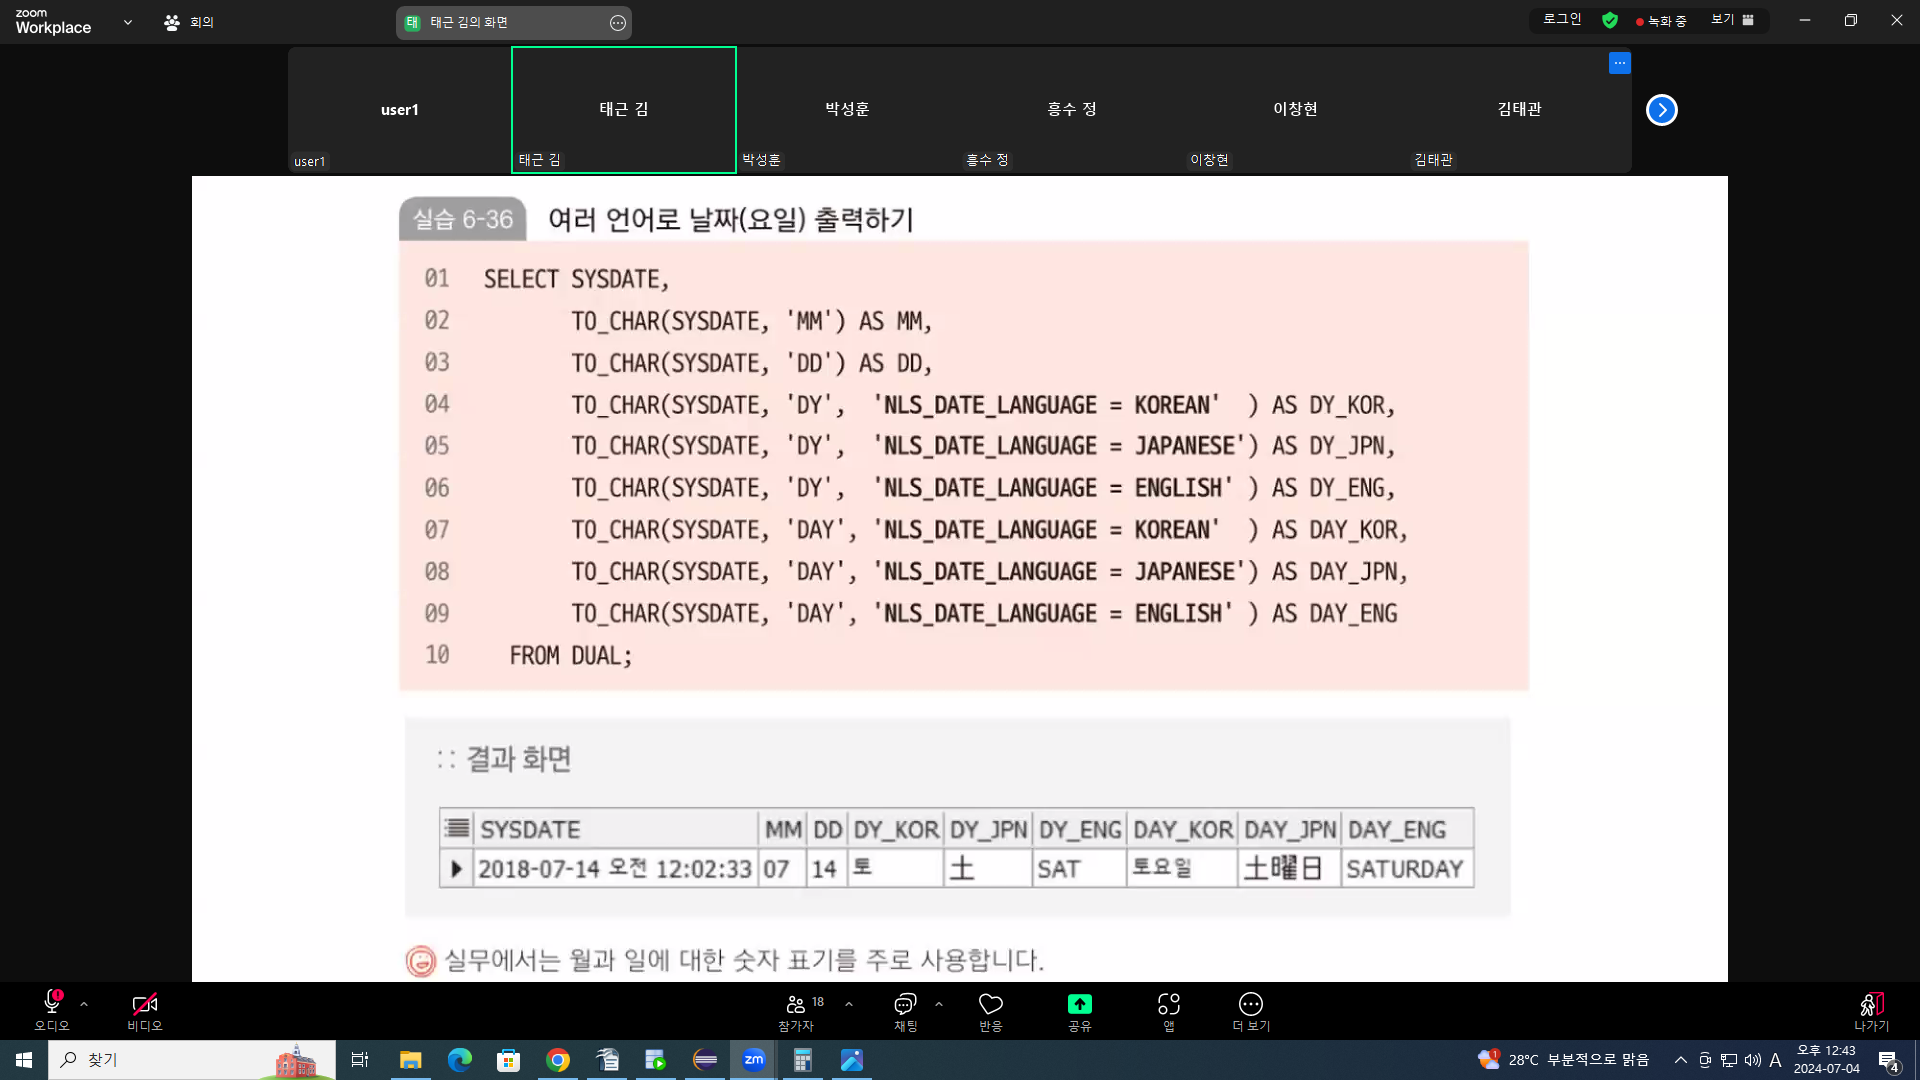 zoom
Workplace
회의
태 태근 김의 화면
로그인
녹화 중
보기
user1
태근 김
박성훈
흥수 정
이창현
김태관
user1
태근 김
박성훈
흥수 정
이창현
김태관
실습 6-36 여러 언어로 날짜(요일) 출력하기
01 SELECT SYSDATE,
02 TO_CHAR(SYSDATE, 'MM') AS MM,
03 TO_CHAR(SYSDATE, 'DD') AS DD,
04 TO_CHAR(SYSDATE, 'DY', 'NLS_DATE_LANGUAGE = KOREAN' ) AS DY_KOR,
05 TO_CHAR(SYSDATE, 'DY', 'NLS_DATE_LANGUAGE = JAPANESE') AS DY_JPN,
06 TO_CHAR(SYSDATE, 'DY', 'NLS_DATE_LANGUAGE = ENGLISH' ) AS DY_ENG,
07 TO_CHAR(SYSDATE, 'DAY', 'NLS_DATE_LANGUAGE = KOREAN' ) AS DAY_KOR,
08 TO_CHAR(SYSDATE, 'DAY', 'NLS_DATE_LANGUAGE = JAPANESE') AS DAY_JPN,
09 TO_CHAR(SYSDATE, 'DAY', 'NLS_DATE_LANGUAGE = ENGLISH' ) AS DAY_ENG
10 FROM DUAL;
:: 결과 화면
SYSDATE MM DD DY_KOR DY_JPN DY_ENG DAY_KOR DAY_JPN DAY_ENG
2018-07-14 오전 12:02:33 07 14 토 土 SAT 토요일 土曜日 SATURDAY
실무에서는 월과 일에 대한 숫자 표기를 주로 사용합니다.
오디오
비디오
참가자 18
채팅
반응
공유
앱
더 보기
나가기
찾기
zm
1 28°C 부분적으로 맑음
A
오후 12:43
2024-07-04
4